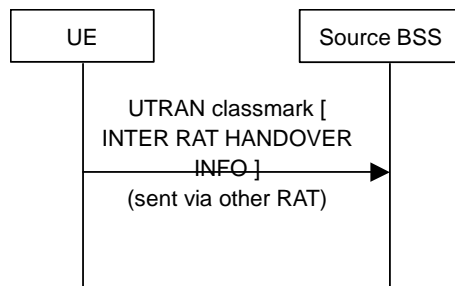 UE
Source BSS
UTRAN classmark [
INTER RAT HANDOVER
INFO ]
(sent via other RAT)